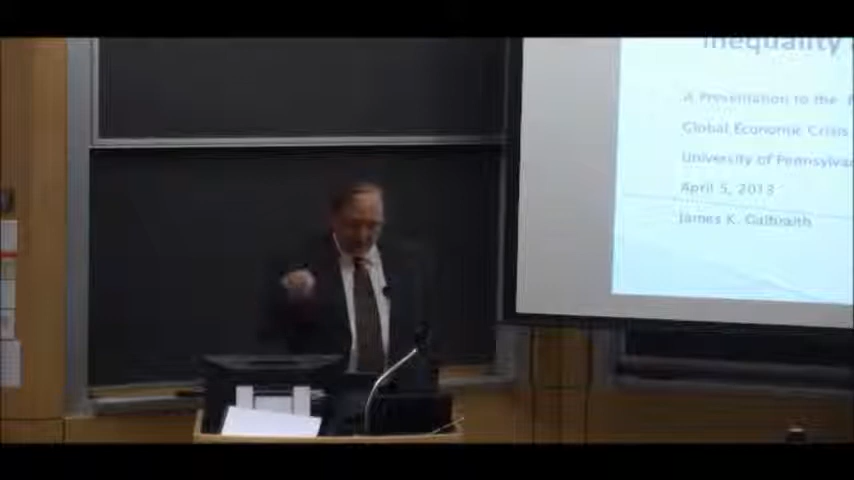 Inequality
A Presentation to the
Global Economic Crisis
University of Pennsylva
April 5, 2013
James K. Galbraith